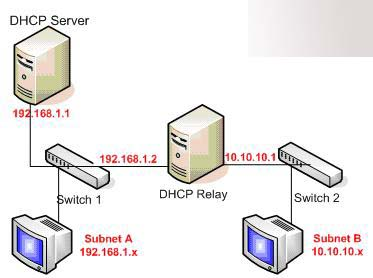 DHCP Server
192.168.1.1
192.168.1.2
10.10.10.1
Switch 1
DHCP Relay
Switch 2
Subnet A
192.168.1.x
Subnet B
10.10.10.x